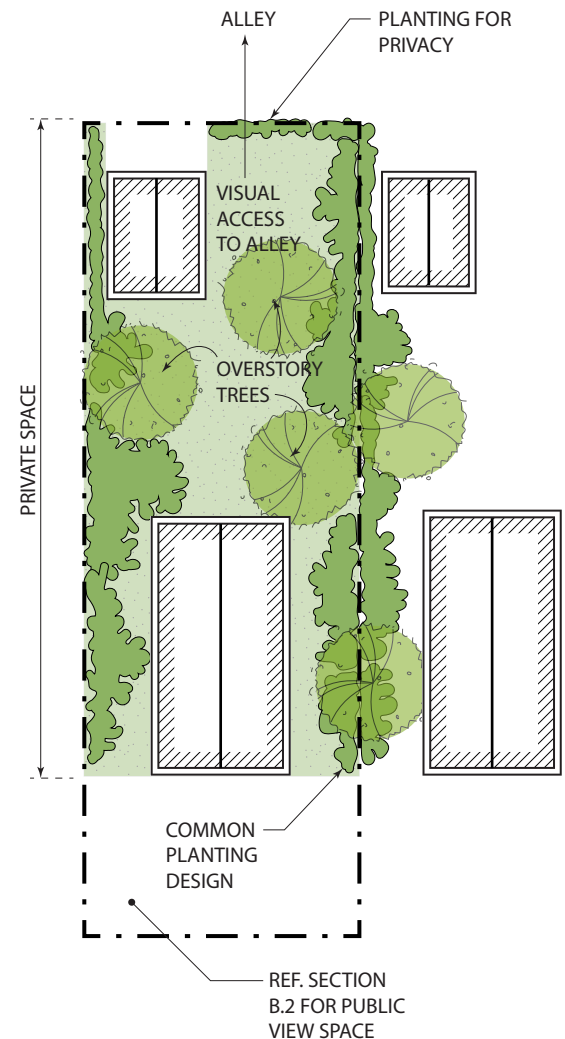 ALLEY
PLANTING FOR
PRIVACY
VISUAL
ACCESS
TO ALLEY
OVERSTORY
TREES
PRIVATE SPACE
COMMON
PLANTING
DESIGN
REF. SECTION
B.2 FOR PUBLIC
VIEW SPACE